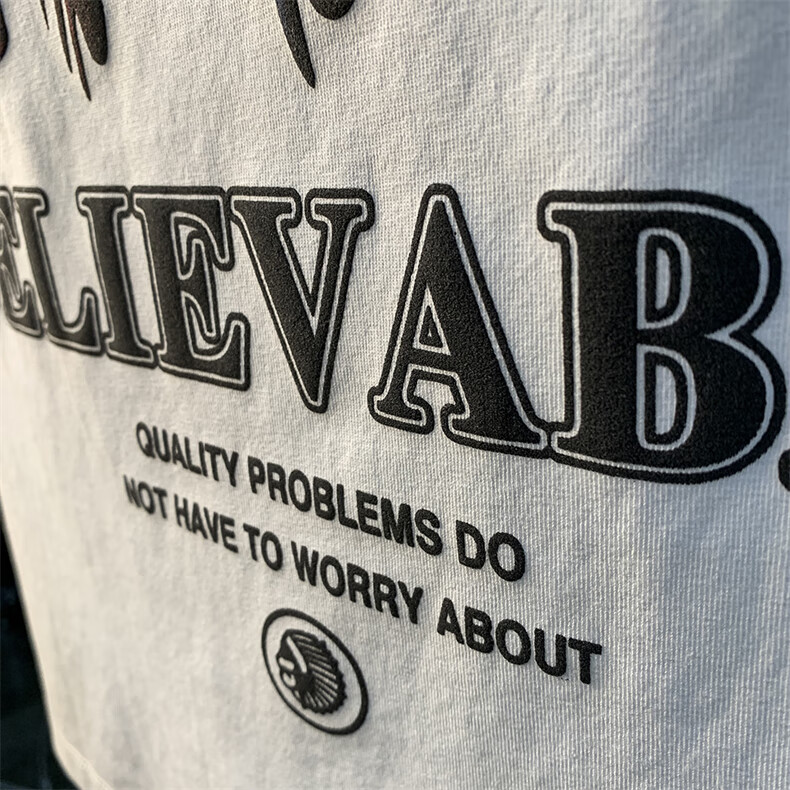 ELIEVAB
QUALITY PROBLEMS DO
NOT HAVE TO WORRY ABOUT